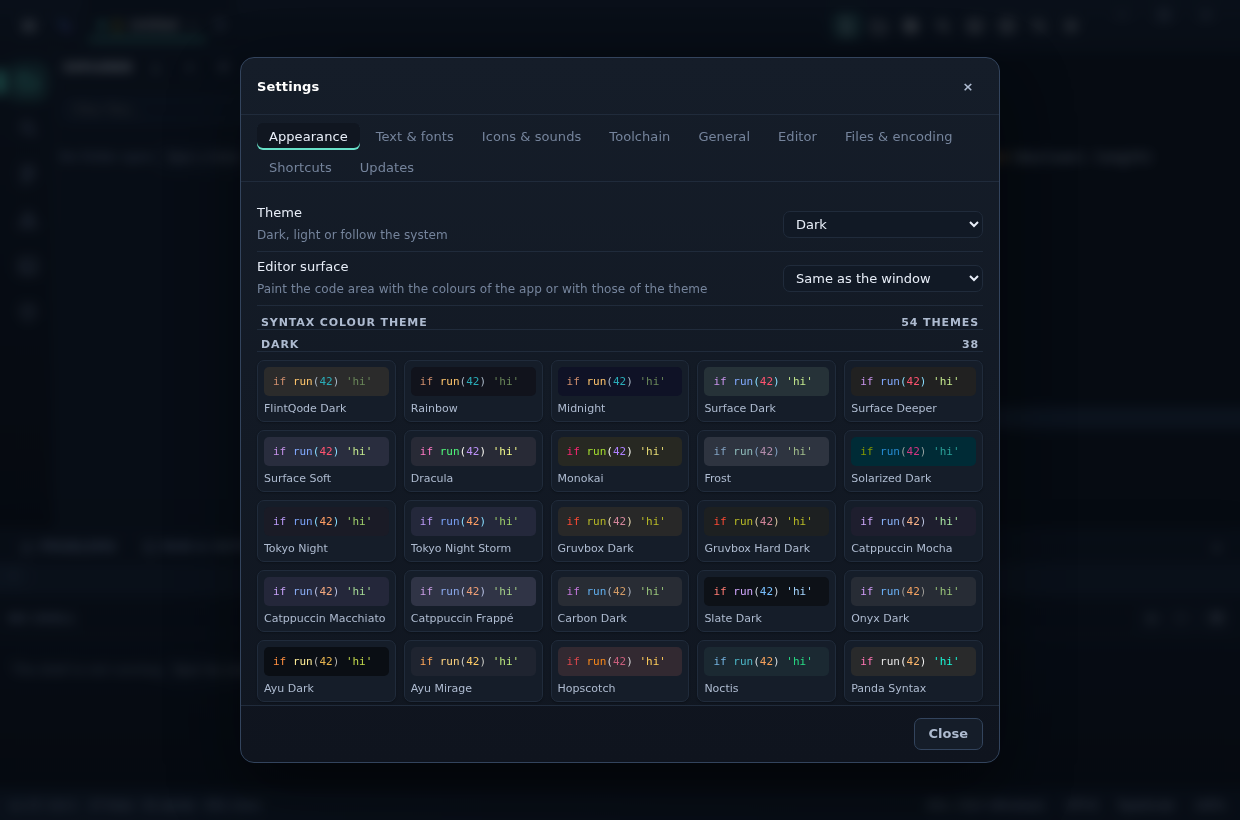 Settings
×
Appearance Text & fonts Icons & sounds Toolchain General Editor Files & encoding
Shortcuts Updates
Theme
Dark, light or follow the system
Dark
Editor surface
Paint the code area with the colours of the app or with those of the theme
Same as the window
SYNTAX COLOUR THEME 54 THEMES
DARK 38
if run(42) 'hi' if run(42) 'hi' if run(42) 'hi' if run(42) 'hi' if run(42) 'hi'
FlintQode Dark Rainbow Midnight Surface Dark Surface Deeper
if run(42) 'hi' if run(42) 'hi' if run(42) 'hi' if run(42) 'hi' if run(42) 'hi'
Surface Soft Dracula Monokai Frost Solarized Dark
if run(42) 'hi' if run(42) 'hi' if run(42) 'hi' if run(42) 'hi' if run(42) 'hi'
Tokyo Night Tokyo Night Storm Gruvbox Dark Gruvbox Hard Dark Catppuccin Mocha
if run(42) 'hi' if run(42) 'hi' if run(42) 'hi' if run(42) 'hi' if run(42) 'hi'
Catppuccin Macchiato Catppuccin Frappé Carbon Dark Slate Dark Onyx Dark
if run(42) 'hi' if run(42) 'hi' if run(42) 'hi' if run(42) 'hi' if run(42) 'hi'
Ayu Dark Ayu Mirage Hopscotch Noctis Panda Syntax
Close